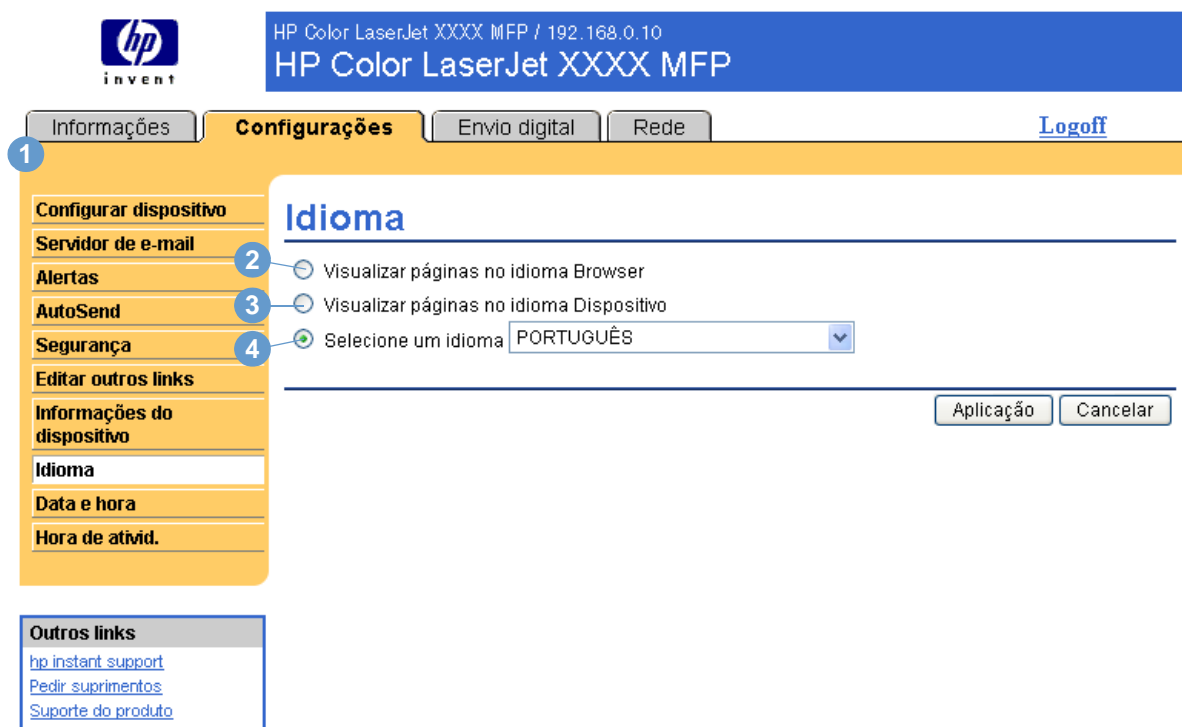 hp
invent
HP Color LaserJet XXXX MFP / 192.168.0.10
HP Color LaserJet XXXX MFP
Informações
Configurações
Envio digital
Rede
Logoff
1
Configurar dispositivo
Servidor de e-mail
Alertas
AutoSend
Segurança
Editar outros links
Informações do
dispositivo
Idioma
Data e hora
Hora de ativid.
Idioma
2
Visualizar páginas no idioma Browser
3
Visualizar páginas no idioma Dispositivo
4
Selecione um idioma PORTUGUÊS
Aplicação
Cancelar
Outros links
hp instant support
Pedir suprimentos
Suporte do produto